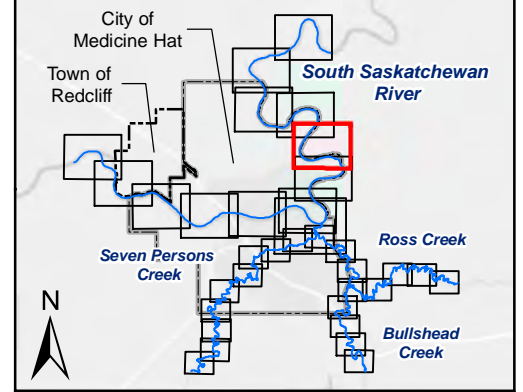 City of
Medicine Hat
Town of
Redcliff
South Saskatchewan
River
Seven Persons
Creek
Ross Creek
Bullshead
Creek
N